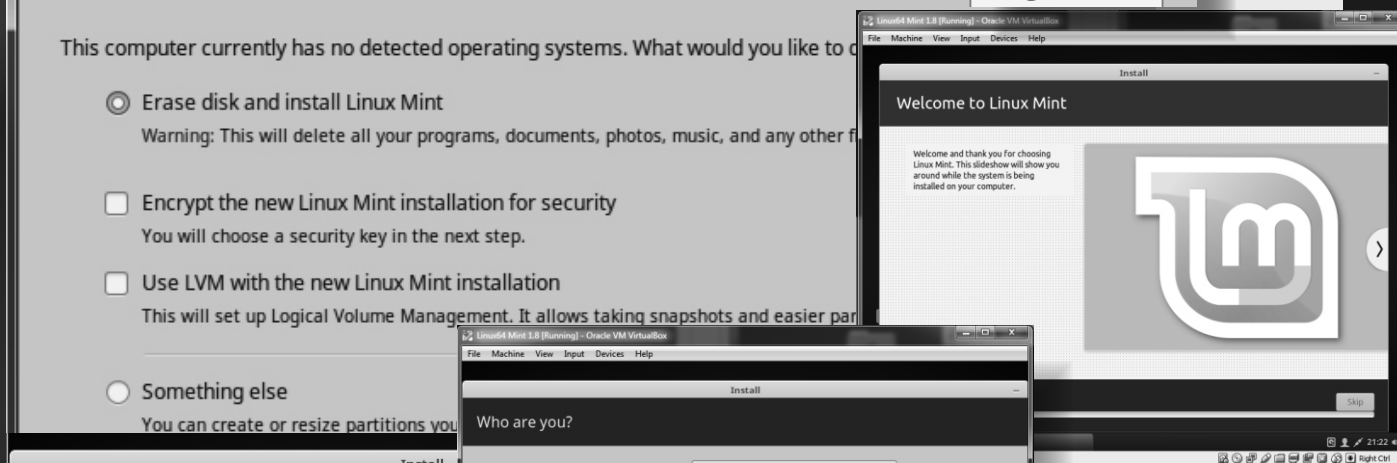 This computer currently has no detected operating systems. What would you like to
Erase disk and install Linux Mint
Warning: This will delete all your programs, documents, photos, music, and any other
Encrypt the new Linux Mint installation for security
You will choose a security key in the next step.
Use LVM with the new Linux Mint installation
This will set up Logical Volume Management. It allows taking snapshots and easier par
Something else
You can create or resize partitions you
Linux64 Mint 1.8 [Running] - Oracle VM VirtualBox
File Machine View Input Devices Help
Install
Welcome to Linux Mint
Welcome and thank you for choosing
Linux Mint. This slideshow will show you
around while the system is being
installed on your computer.
Skip
21:22
Right Ctrl
Linux64 Mint 1.8 [Running] - Oracle VM VirtualBox
File Machine View Input Devices Help
Install
Who are you?